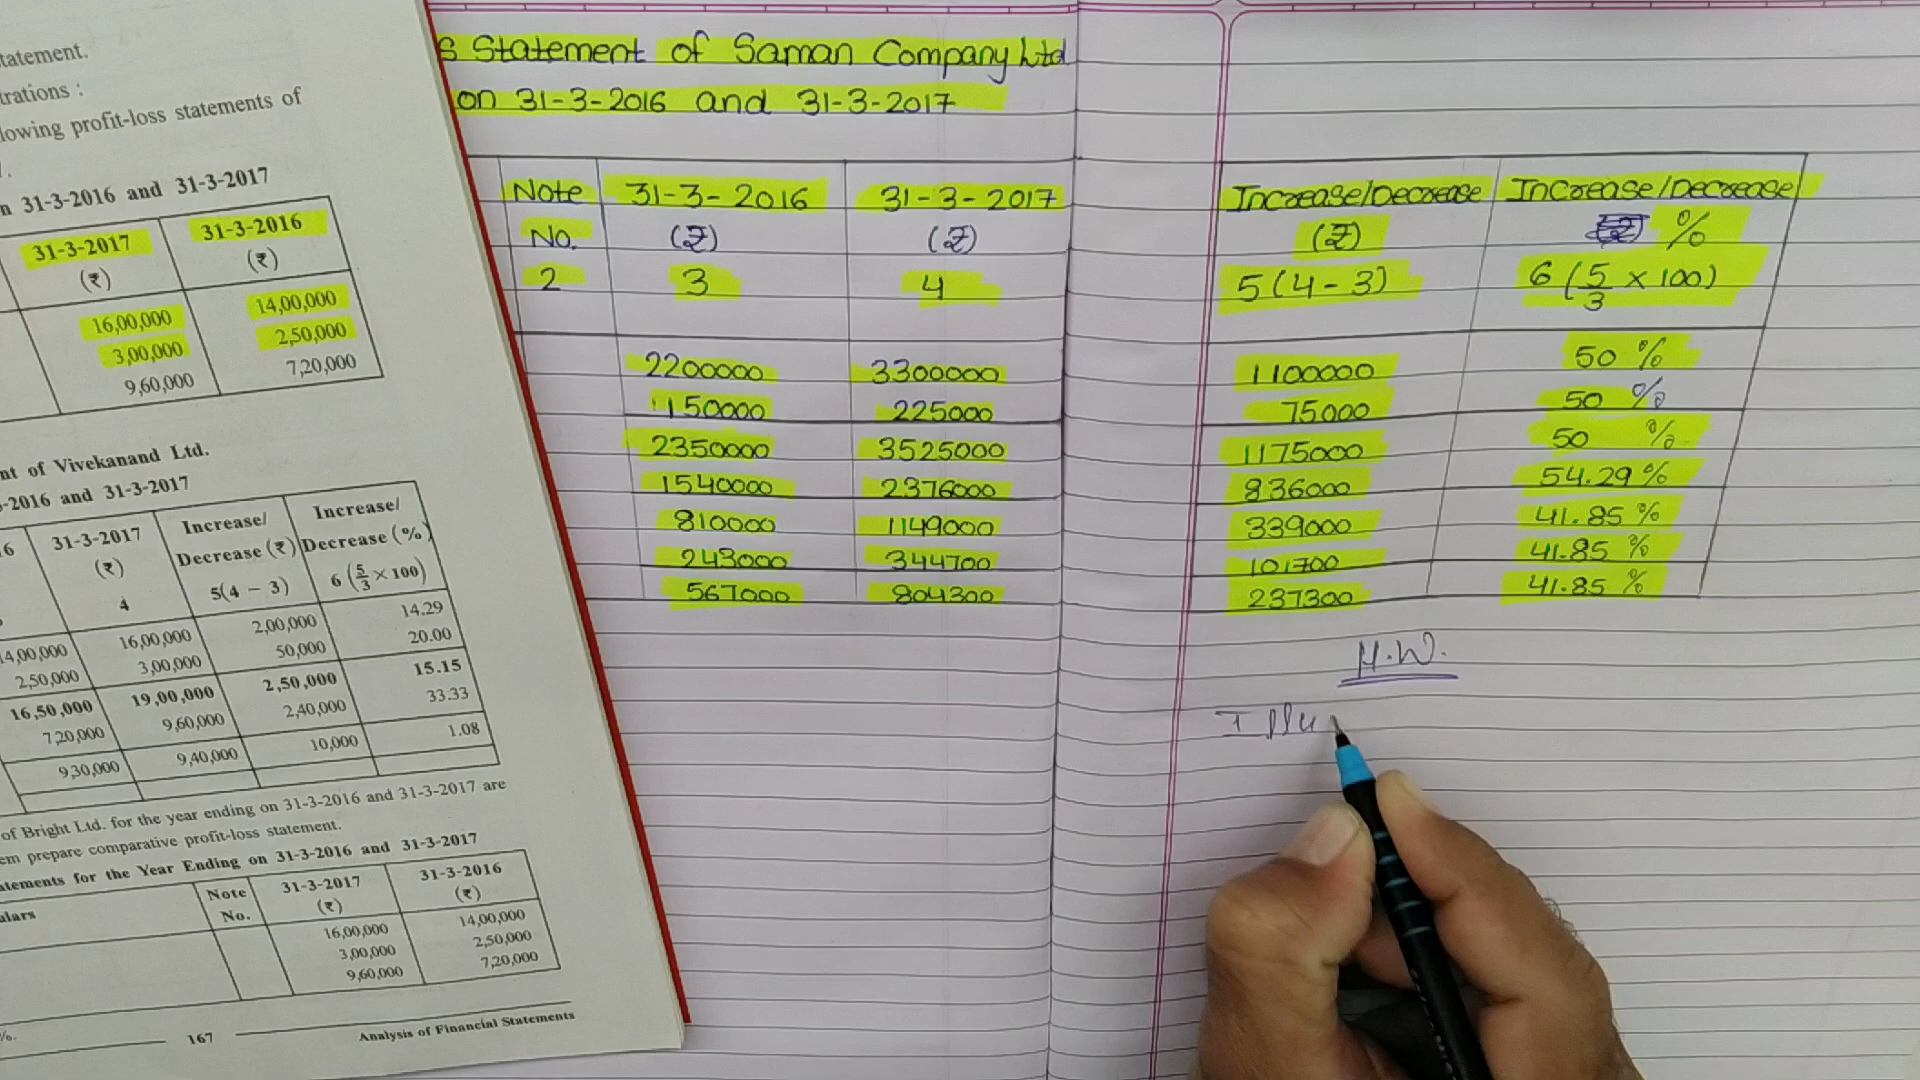 tatement.
trations :
lowing profit-loss statements of
n 31-3-2016 and 31-3-2017
31-3-2017 31-3-2016
(₹) (₹)
16,00,000 14,00,000
3,00,000 2,50,000
9,60,000 7,20,000
nt of Vivekanand Ltd.
-2016 and 31-3-2017
6 31-3-2017 Increase/ Increase/
(₹) Decrease (₹) Decrease (%)
4 5(4 – 3) 6 (5/3 × 100)
14,00,000 16,00,000 2,00,000 14.29
2,50,000 3,00,000 50,000 20.00
16,50,000 19,00,000 2,50,000 15.15
7,20,000 9,60,000 2,40,000 33.33
9,30,000 9,40,000 10,000 1.08
of Bright Ltd. for the year ending on 31-3-2016 and 31-3-2017 are
em prepare comparative profit-loss statement.
atements for the Year Ending on 31-3-2016 and 31-3-2017
ulars Note 31-3-2017 31-3-2016
No. (₹) (₹)
16,00,000 14,00,000
3,00,000 2,50,000
9,60,000 7,20,000
%.
167 Analysis of Financial Statements
s Statement of Saman Company Ltd
on 31-3-2016 and 31-3-2017
Note 31-3-2016 31-3-2017 Increase/Decrease Increase/Decrease
No. (₹) (₹) (₹) %
2 3 4 5(4-3) 6 (5/3 × 100)
2200000 3300000 1100000 50 %
150000 225000 75000 50 %
2350000 3525000 1175000 50 %
1540000 2376000 836000 54.29 %
810000 1149000 339000 41.85 %
243000 344700 101700 41.85 %
567000 804300 237300 41.85 %
H.W.
Illu